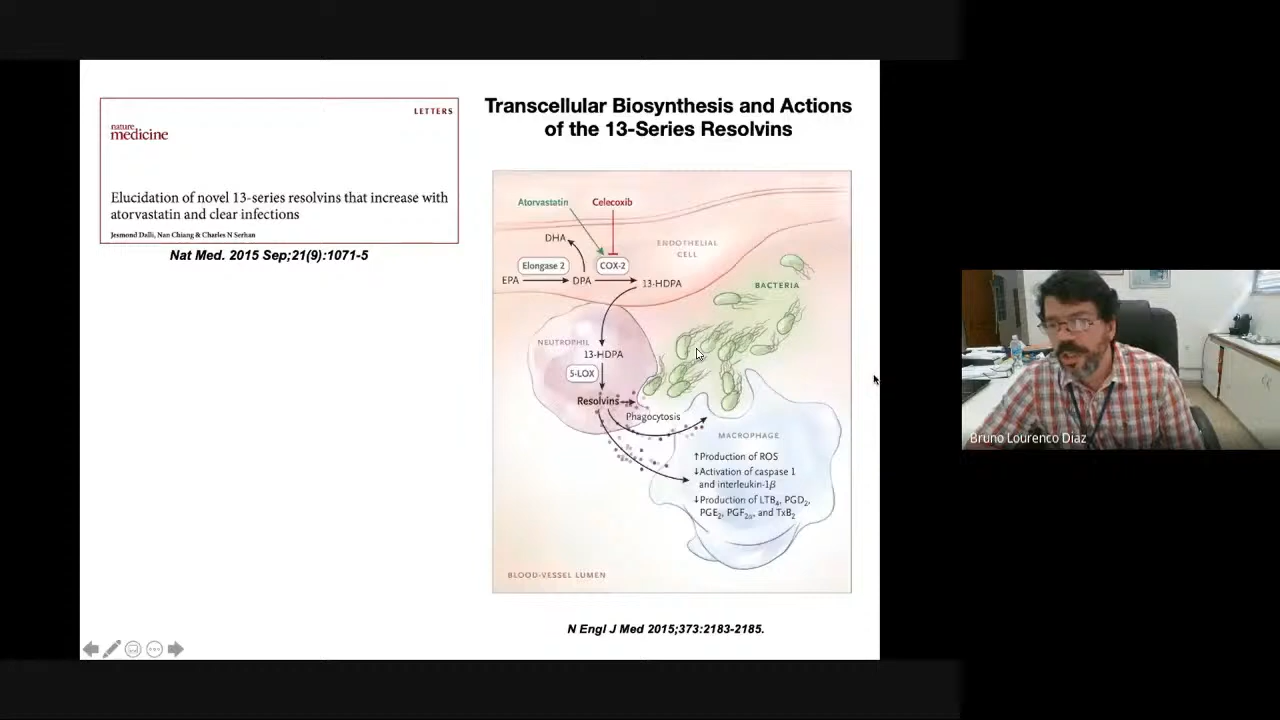 LETTERS
nature
medicine
Elucidation of novel 13-series resolvins that increase with
atorvastatin and clear infections
Jesmond Dalli, Nan Chiang & Charles N Serhan
Nat Med. 2015 Sep;21(9):1071-5
Transcellular Biosynthesis and Actions
of the 13-Series Resolvins
Atorvastatin
Celecoxib
DHA
ENDOTHELIAL
CELL
Elongase 2
COX-2
EPA
DPA
13-HDPA
BACTERIA
NEUTROPHIL
13-HDPA
5-LOX
Resolvins
Phagocytosis
MACROPHAGE
↑Production of ROS
↓Activation of caspase 1
and interleukin-1β
↓Production of LTB₄, PGD₂,
PGE₂, PGF₂α, and TxB₂
BLOOD-VESSEL LUMEN
N Engl J Med 2015;373:2183-2185.
Bruno Lourenco Diaz